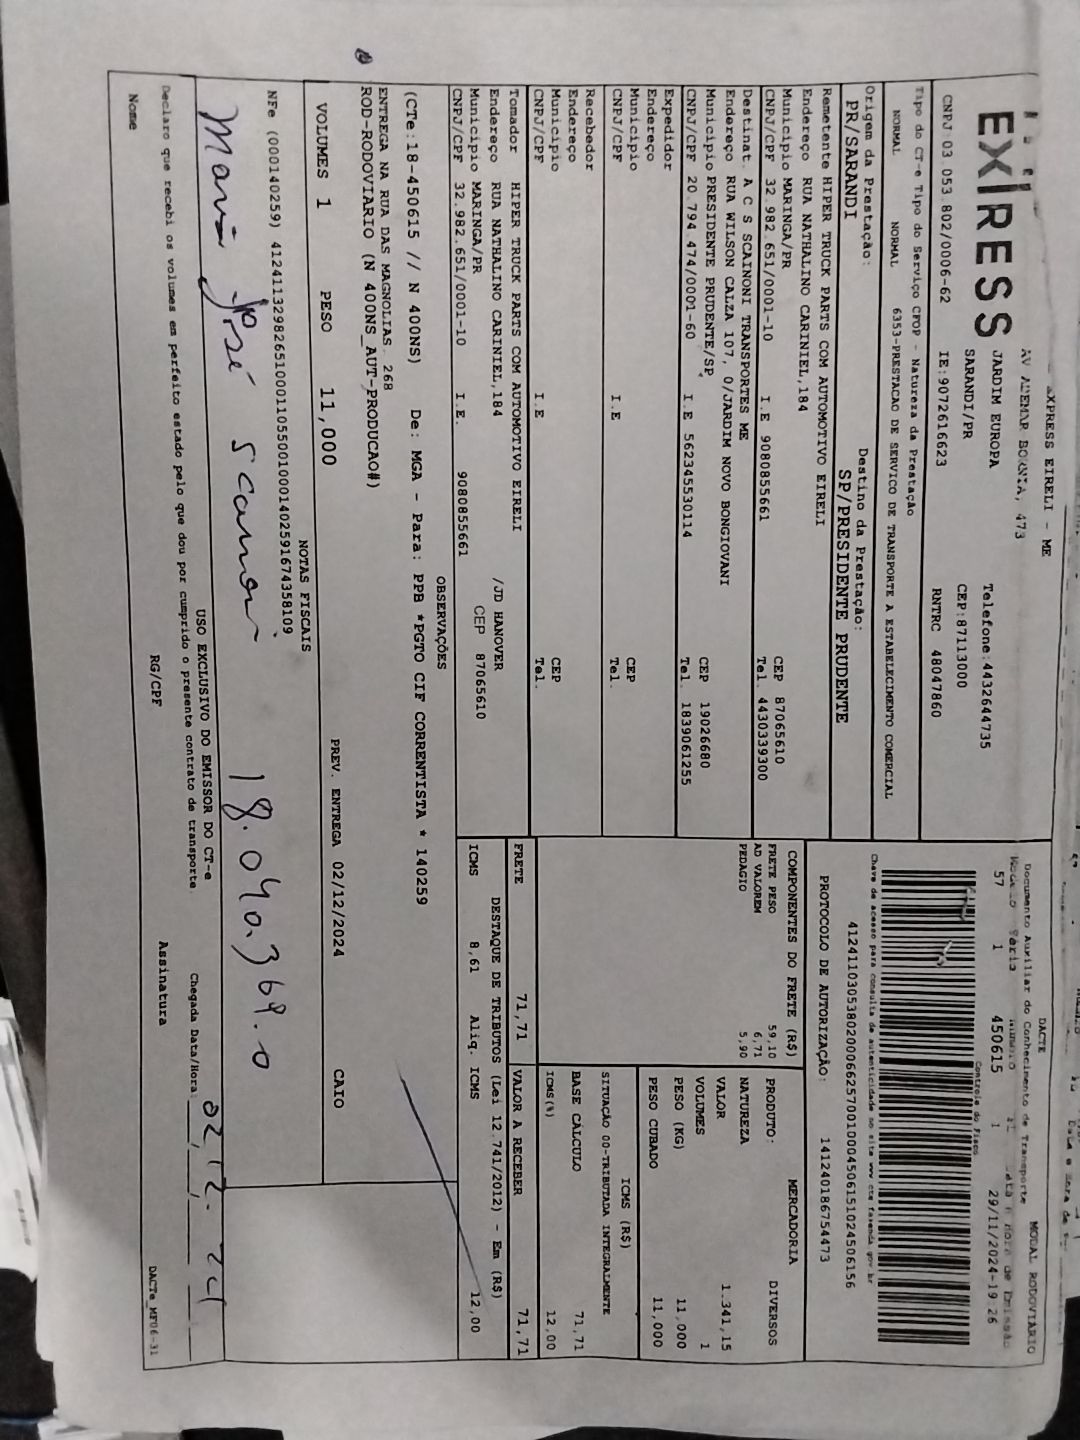 EXPRESS
EXPRESS EIRELI - ME
473
JARDIM EUROPA
SARANDI/PR
Telefone:4432644735
CEP:87113000
CNPJ 03 053 802/0006-62
IE:9072616623
RNTRC 48047860
Tipo do CT-e Tipo do Serviço CFOP - Natureza da Prestação
NORMAL NORMAL 6353-PRESTACAO DE SERVICO DE TRANSPORTE A ESTABELECIMENTO COMERCIAL
Origem da Prestação: Destino da Prestação:
PR/SARANDI SP/PRESIDENTE PRUDENTE
Remetente HIPER TRUCK PARTS COM AUTOMOTIVO EIRELI
Endereço RUA NATHALINO CARINIEL,184
Municipio MARINGA/PR CEP 87065610
CNPJ/CPF 32.982.651/0001-10 I.E 9080855661 Tel. 4430339300
Destinat. A C S SCAINONI TRANSPORTES ME
Endereço RUA WILSON CALZA 107, 0/JARDIM NOVO BONGIOVANI
Municipio PRESIDENTE PRUDENTE/SP CEP 19026680
CNPJ/CPF 20.794.474/0001-60 I.E 562345530114 Tel. 1839061255
Expedidor
Endereço
Municipio CEP
CNPJ/CPF I.E Tel.
Recebedor
Endereço
Municipio CEP
CNPJ/CPF I.E Tel.
Tomador HIPER TRUCK PARTS COM AUTOMOTIVO EIRELI
Endereço RUA NATHALINO CARINIEL,184 /JD HANOVER
Municipio MARINGA/PR CEP 87065610
CNPJ/CPF 32.982.651/0001-10 I.E. 9080855661
DACTE
Documento Auxiliar do Conhecimento de Transporte
MODAL RODOVIARIO
57 1 450615 1 29/11/2024-19:26
Controle do Fisco
Chave de acesso para consulta de autenticidade no site www cte fazenda gov br
41241103053802000662570010004506151024506156
PROTOCOLO DE AUTORIZAÇÃO: 141240186754473
COMPONENTES DO FRETE (R$)
FRETE PESO 59,10
AD VALOREM 6,71
PEDAGIO 5,90
MERCADORIA
PRODUTO: DIVERSOS
NATUREZA
VALOR 1.341,15
VOLUMES 1
PESO (KG) 11,000
PESO CUBADO 11,000
ICMS (R$)
SITUAÇÃO 00-TRIBUTADA INTEGRALMENTE
BASE CÁLCULO 71,71
ICMS(%) 12,00
FRETE 71,71 VALOR A RECEBER 71,71
DESTAQUE DE TRIBUTOS (Lei 12.741/2012) - Em (R$)
ICMS 8,61 Aliq. ICMS 12,00
OBSERVAÇÕES
(CTe:18-450615 // N 400NS) De: MGA - Para: PPB *PGTO CIF CORRENTISTA * 140259
ENTREGA NA RUA DAS MAGNOLIAS 268
ROD-RODOVIARIO (N 400NS_AUT-PRODUCAO#)
VOLUMES 1 PESO 11,000 PREV. ENTREGA 02/12/2024 CAIO
NOTAS FISCAIS
NFe (000140259) 41241132982651000110550010001402591674358109
José 18.040.369.0
USO EXCLUSIVO DO EMISSOR DO CT-e
Chegada Data/Hora: 02.12.24
Declaro que recebi os volumes em perfeito estado pelo que dou por cumprido o presente contrato de transporte.
Nome RG/CPF Assinatura
DACTe_MF06-31